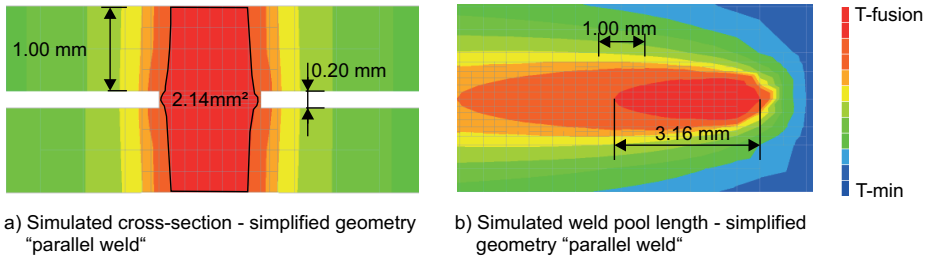 1.00 mm
0.20 mm
2.14mm²
1.00 mm
3.16 mm
T-fusion
T-min
a) Simulated cross-section - simplified geometry
"parallel weld"
b) Simulated weld pool length - simplified
geometry "parallel weld"